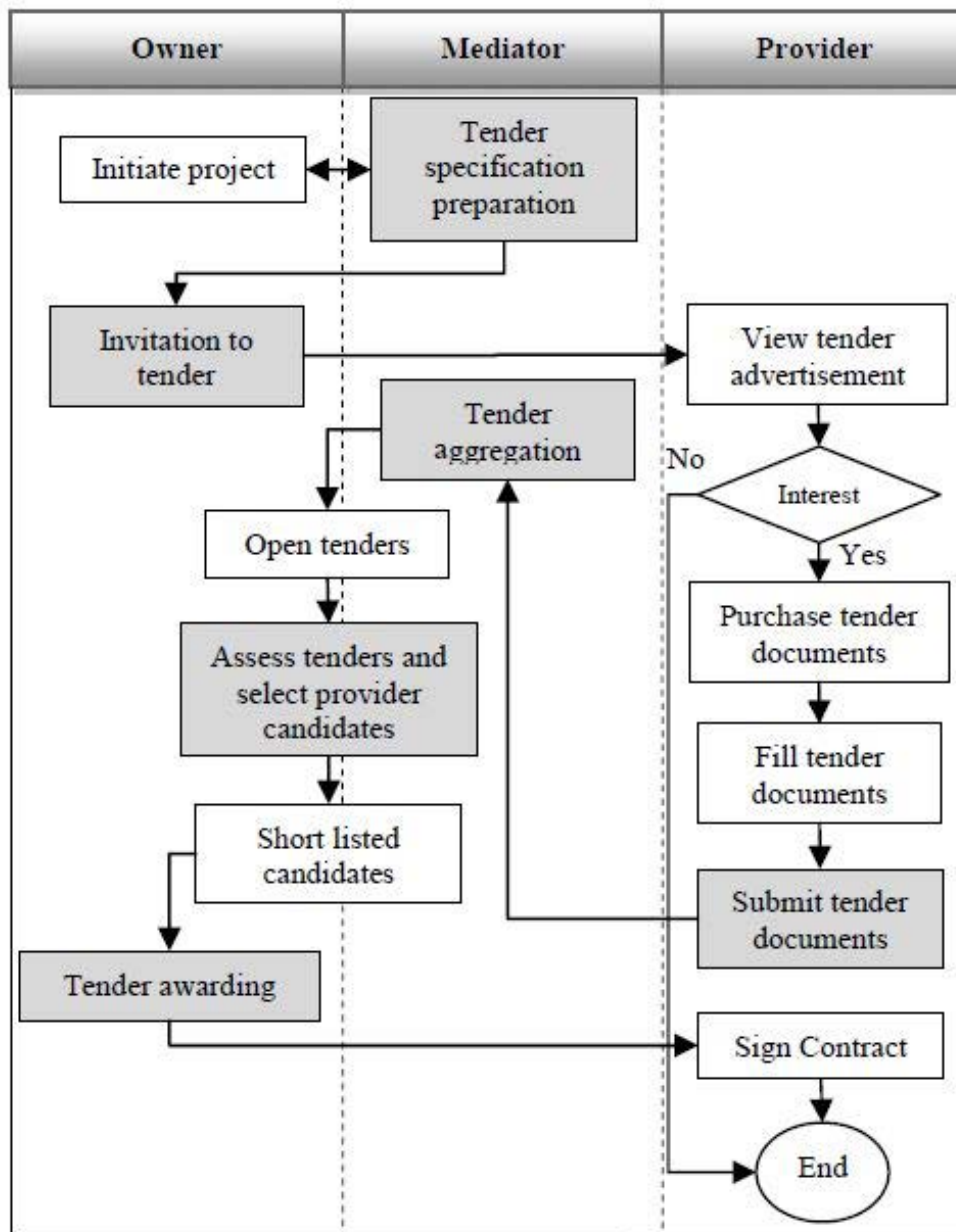 Owner
Mediator
Provider
Tender
specification
preparation
Initiate project
Invitation to
tender
View tender
advertisement
Tender
aggregation
No
Interest
Yes
Open tenders
Purchase tender
documents
Assess tenders and
select provider
candidates
Fill tender
documents
Short listed
candidates
Submit tender
documents
Tender awarding
Sign Contract
End